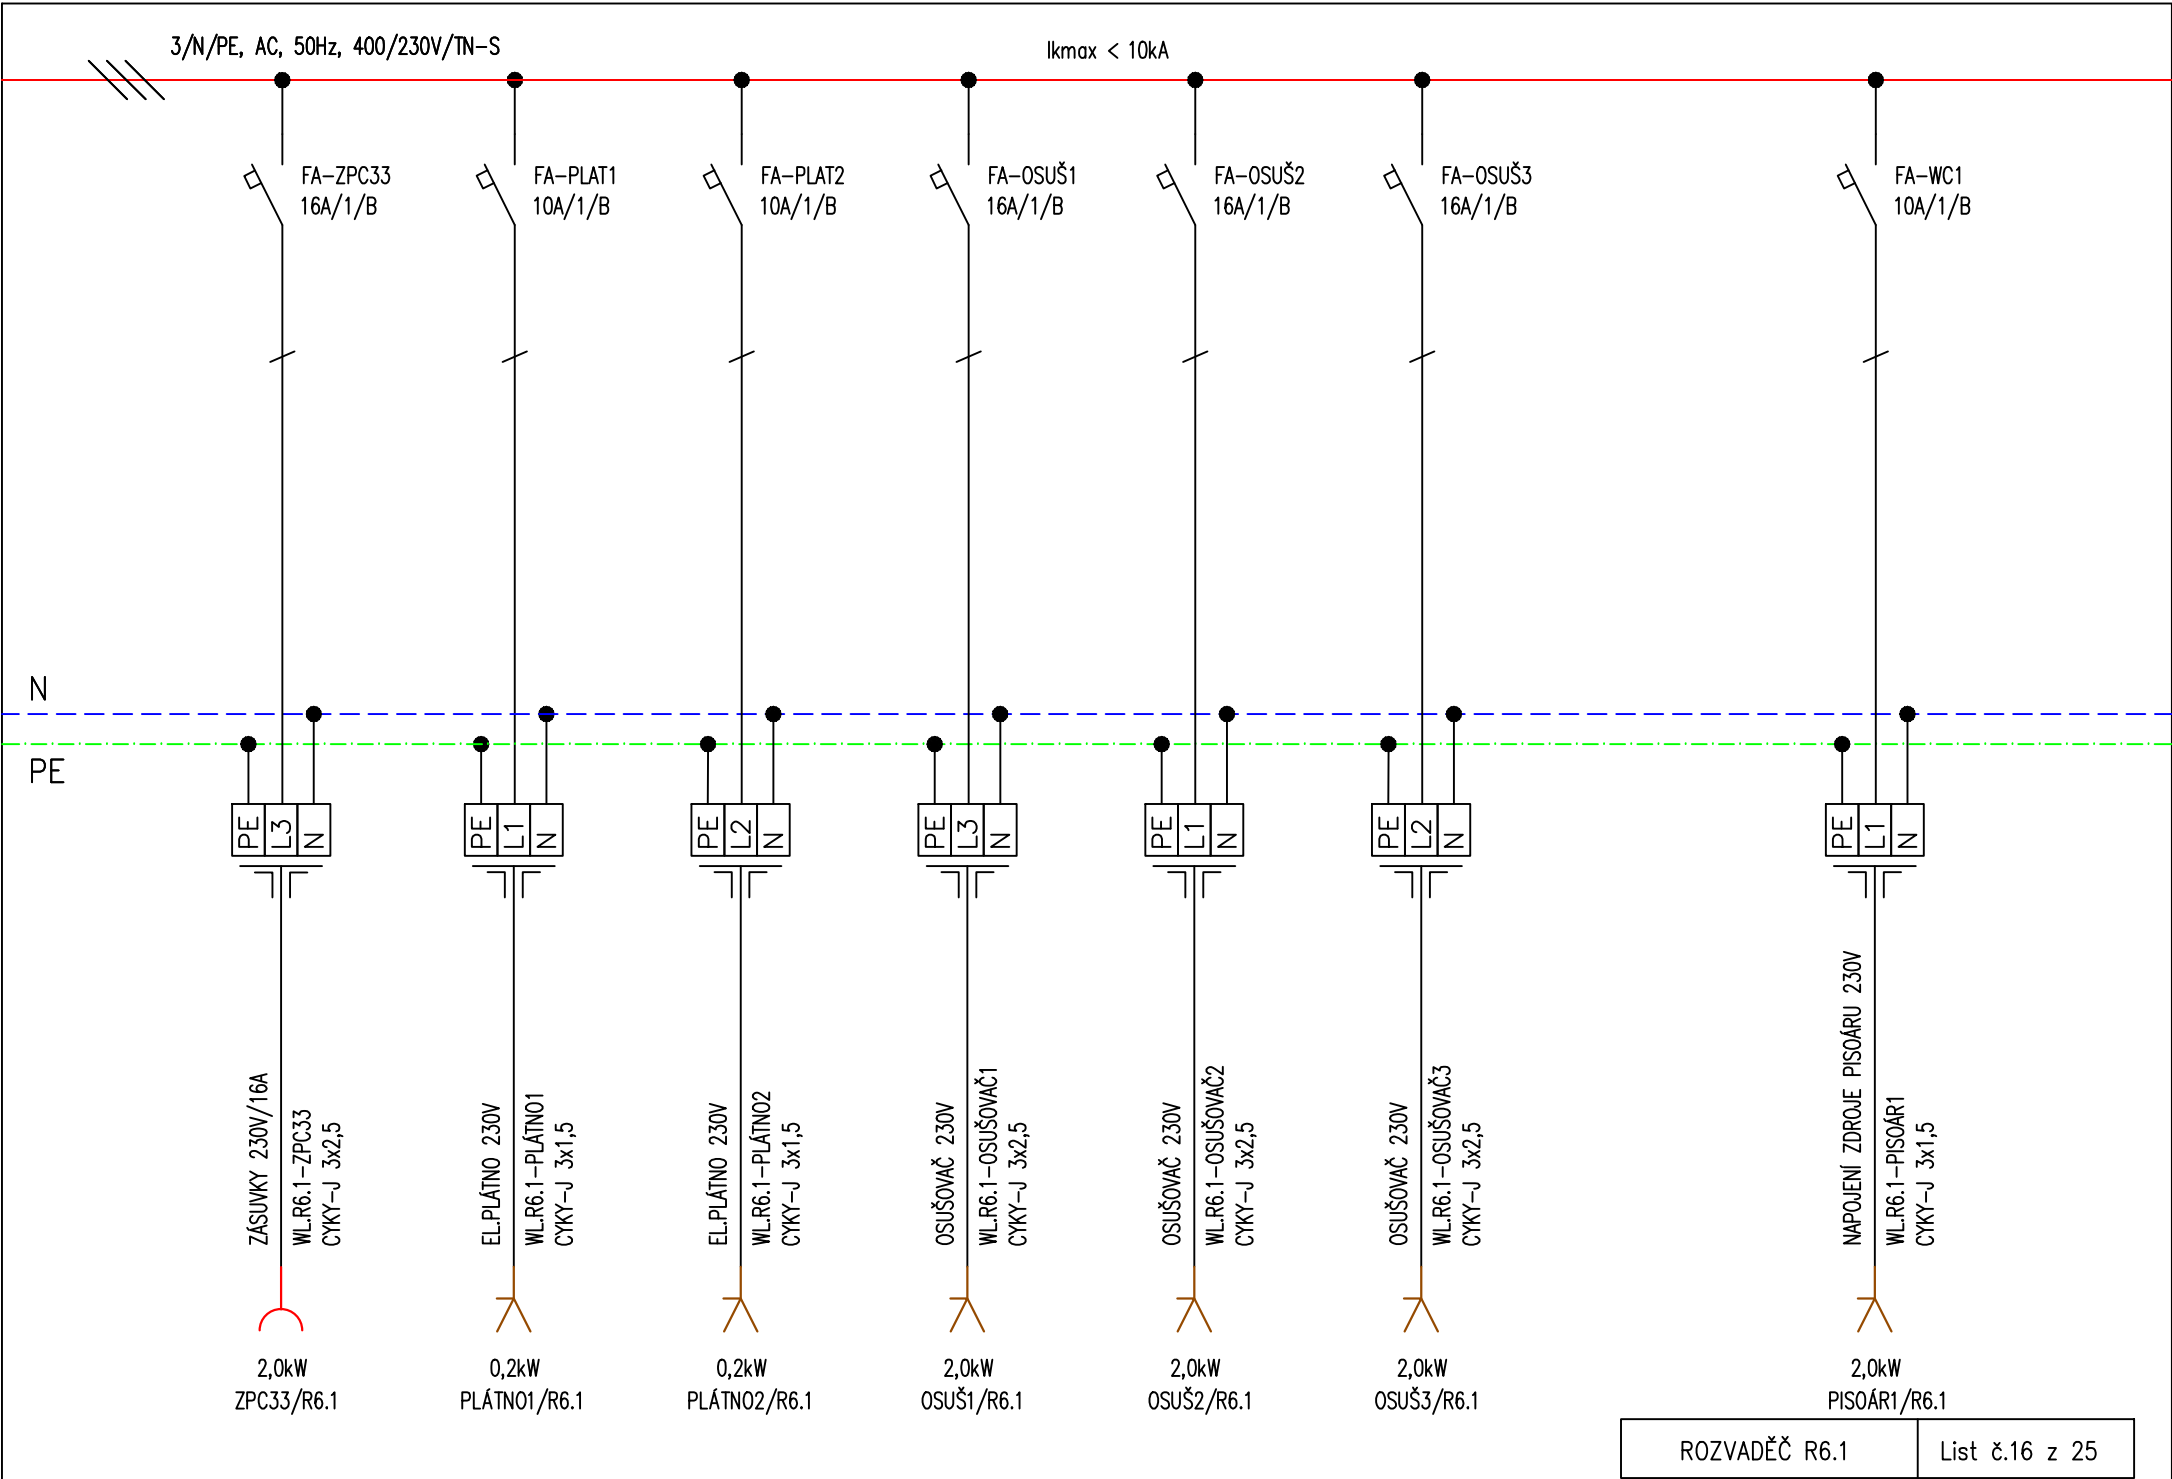 3/N/PE, AC, 50Hz, 400/230V/TN-S
Ikmax < 10kA
FA-ZPC33
16A/1/B
FA-PLAT1
10A/1/B
FA-PLAT2
10A/1/B
FA-OSUŠ1
16A/1/B
FA-OSUŠ2
16A/1/B
FA-OSUŠ3
16A/1/B
FA-WC1
10A/1/B
N
PE
PE L3 N
PE L1 N
PE L2 N
PE L3 N
PE L1 N
PE L2 N
PE L1 N
ZÁSUVKY 230V/16A
WL.R6.1-ZPC33
CYKY-J 3x2,5
EL.PLÁTNO 230V
WL.R6.1-PLÁTNO1
CYKY-J 3x1,5
EL.PLÁTNO 230V
WL.R6.1-PLÁTNO2
CYKY-J 3x1,5
OSUŠOVAČ 230V
WL.R6.1-OSUŠOVAČ1
CYKY-J 3x2,5
OSUŠOVAČ 230V
WL.R6.1-OSUŠOVAČ2
CYKY-J 3x2,5
OSUŠOVAČ 230V
WL.R6.1-OSUŠOVAČ3
CYKY-J 3x2,5
NAPOJENÍ ZDROJE PISOÁRU 230V
WL.R6.1-PISOÁR1
CYKY-J 3x1,5
2,0kW
ZPC33/R6.1
0,2kW
PLÁTNO1/R6.1
0,2kW
PLÁTNO2/R6.1
2,0kW
OSUŠ1/R6.1
2,0kW
OSUŠ2/R6.1
2,0kW
OSUŠ3/R6.1
2,0kW
PISOÁR1/R6.1
ROZVADĚČ R6.1
List č.16 z 25